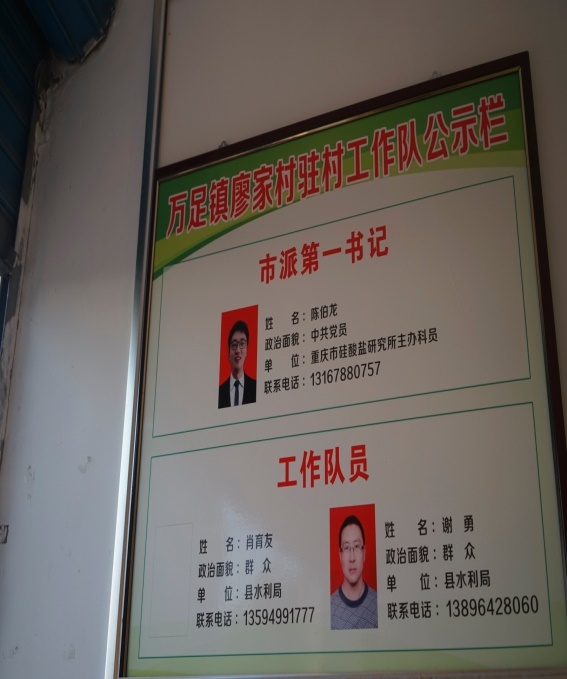 万足镇廖家村驻村工作队公示栏
市派第一书记
姓 名：陈伯龙
政治面貌：中共党员
单 位：重庆市硅酸盐研究所主办科员
联系电话：13167880757
工作队员
姓 名：肖育友
政治面貌：群 众
单 位：县水利局
联系电话：13594991777
姓 名：谢 勇
政治面貌：群 众
单 位：县水利局
联系电话：13896428060